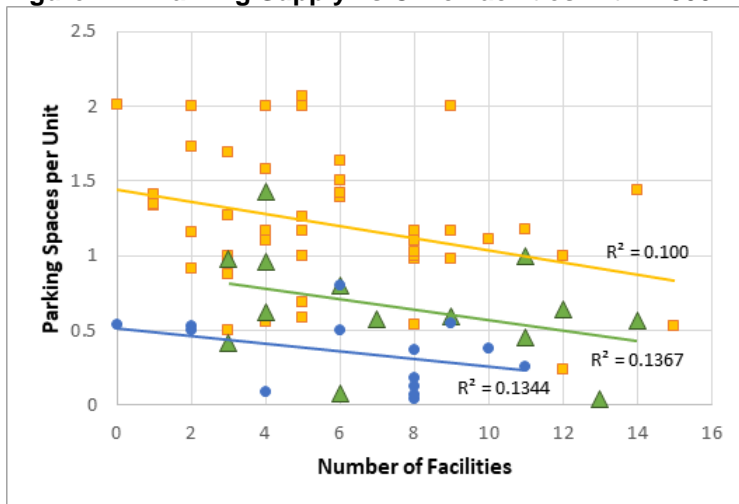 2.5
2
1.5
1
0.5
0
Parking Spaces per Unit
R² = 0.100
R² = 0.1367
R² = 0.1344
0 2 4 6 8 10 12 14 16
Number of Facilities